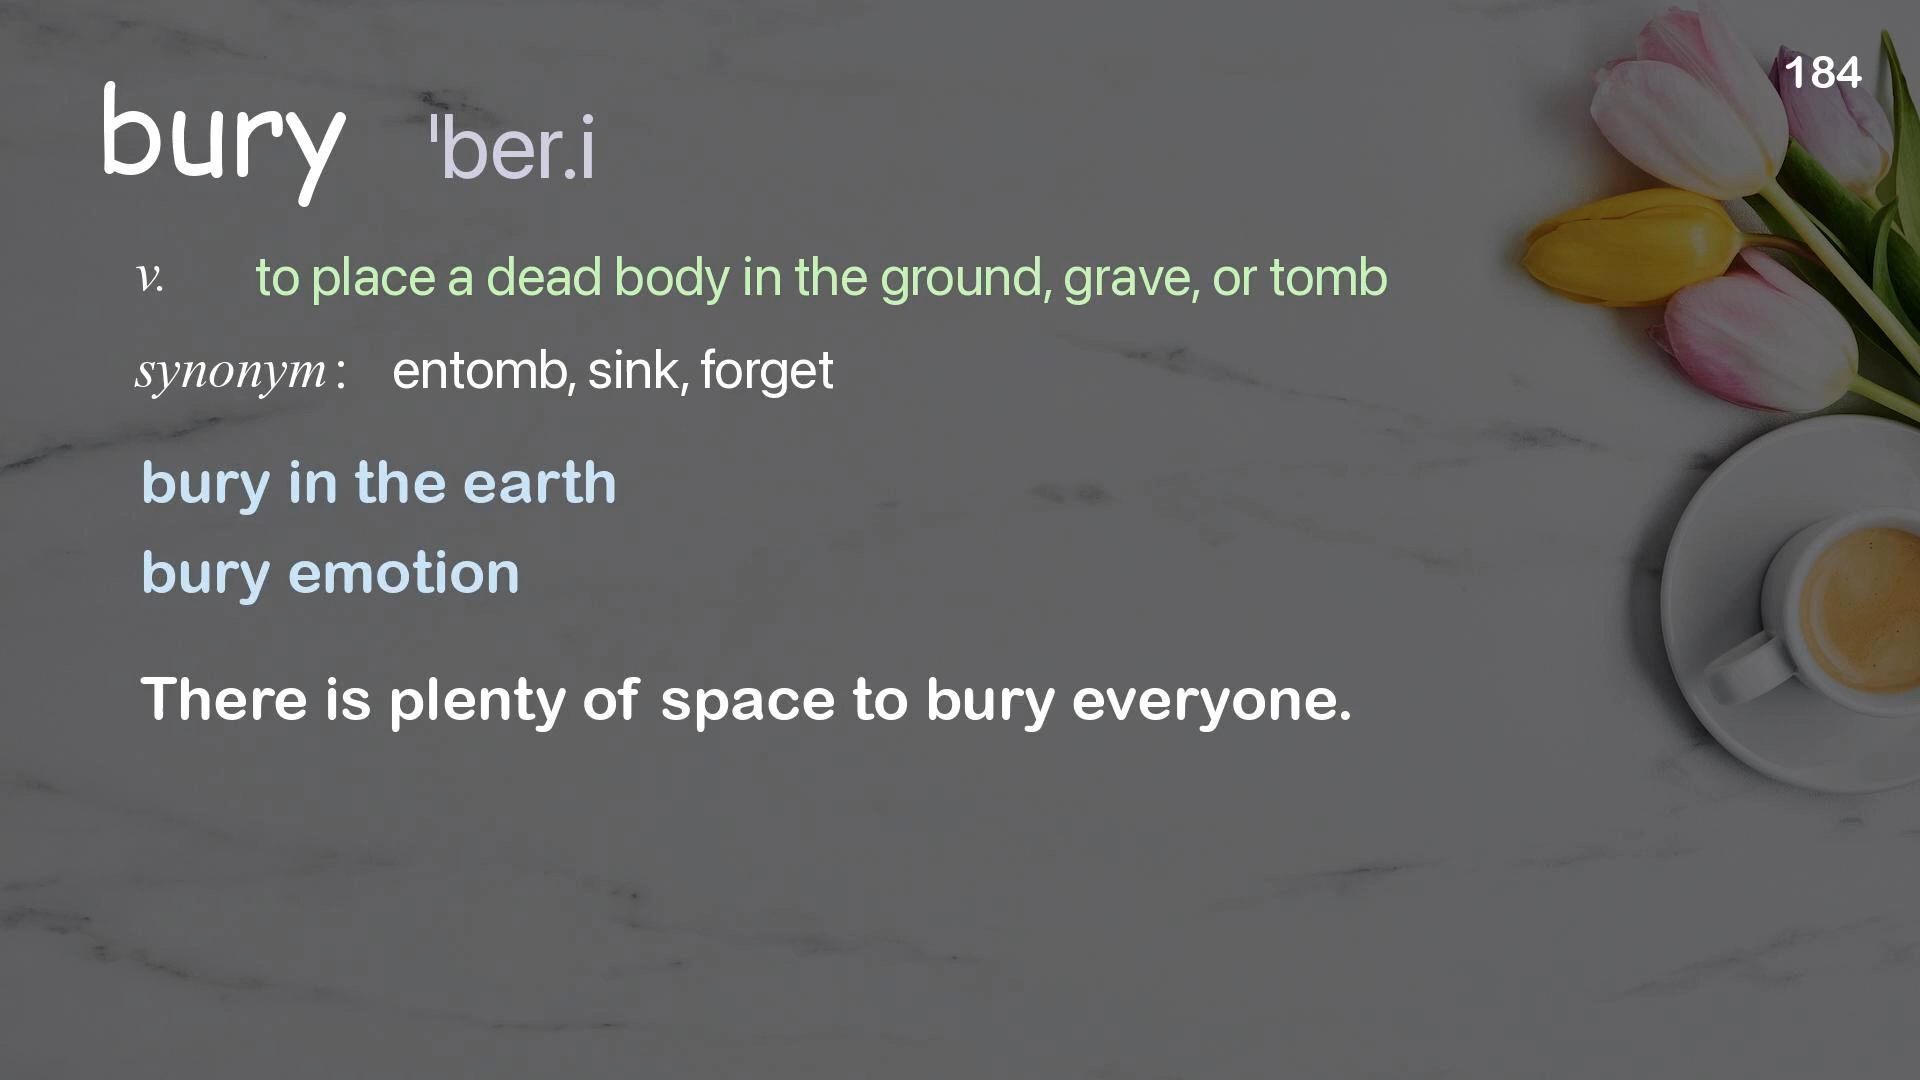 184
bury ˈber.i
v. to place a dead body in the ground, grave, or tomb
synonym : entomb, sink, forget
bury in the earth
bury emotion
There is plenty of space to bury everyone.